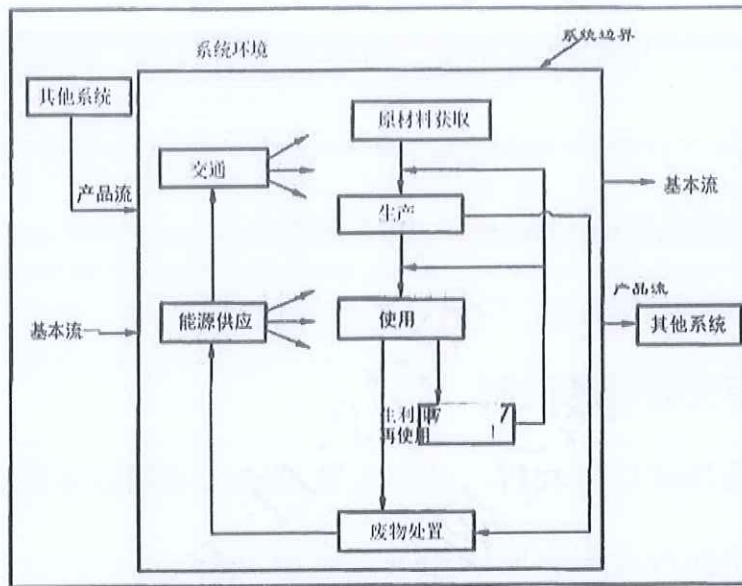 系统边界
系统环境
其他系统
原材料获取
交通
产品流
生产
基本流
产品流
能源供应
使用
其他系统
基本流
再使用
废物处置